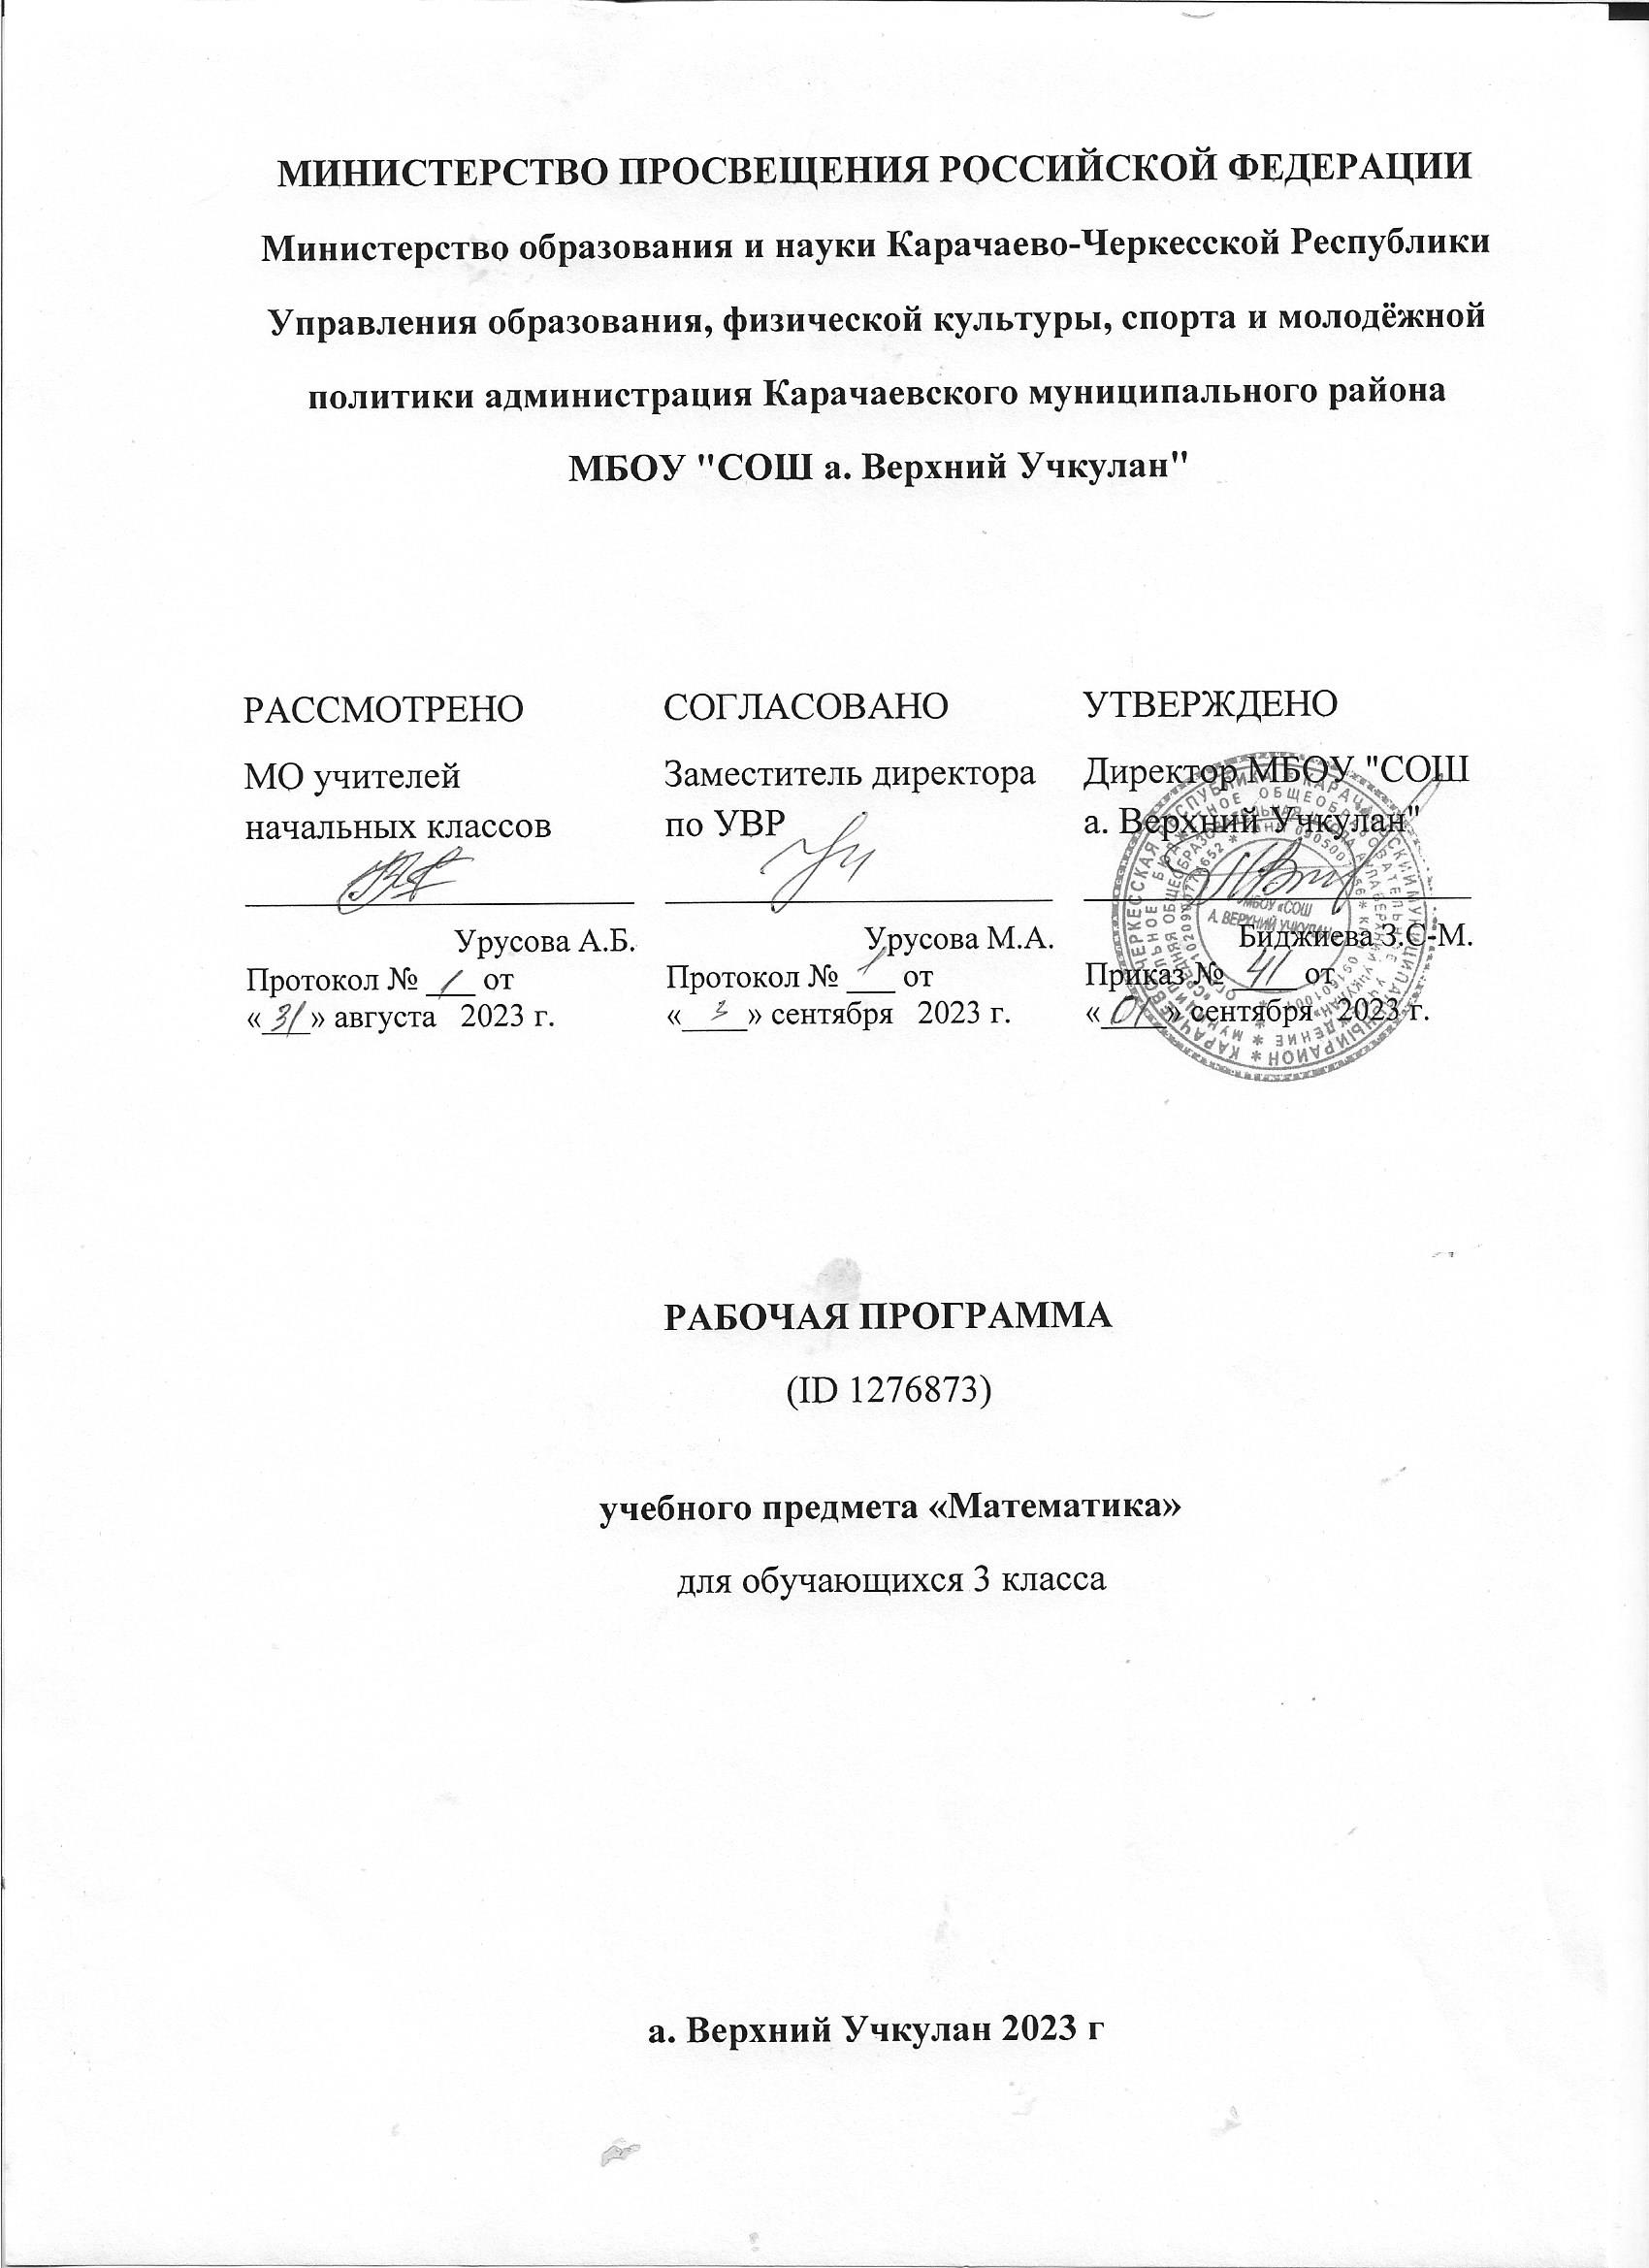 МИНИСТЕРСТВО ПРОСВЕЩЕНИЯ РОССИЙСКОЙ ФЕДЕРАЦИИ
Министерство образования и науки Карачаево-Черкесской Республики
Управления образования, физической культуры, спорта и молодёжной
политики администрация Карачаевского муниципального района
МБОУ "СОШ а. Верхний Учкулан"
РАССМОТРЕНО
МО учителей
начальных классов
Урусова А.Б.
Протокол № 1 от
«31» августа 2023 г.
СОГЛАСОВАНО
Заместитель директора
по УВР
Урусова М.А.
Протокол № 1 от
«3» сентября 2023 г.
УТВЕРЖДЕНО
Директор МБОУ "СОШ
а. Верхний Учкулан"
Биджиева З.С-М.
Приказ № 41 от
«01» сентября 2023 г.
МБОУ «СОШ
А. ВЕРХНИЙ УЧКУЛАН»
РАБОЧАЯ ПРОГРАММА
(ID 1276873)
учебного предмета «Математика»
для обучающихся 3 класса
а. Верхний Учкулан 2023 г